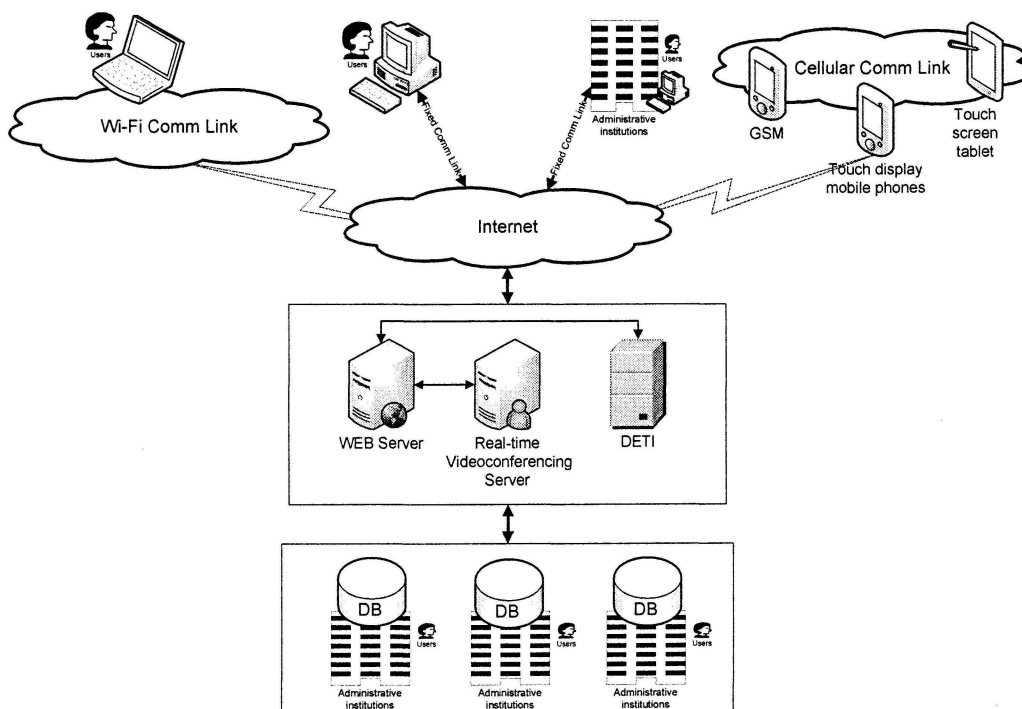 Users
Wi-Fi Comm Link
Users
Fixed Comm Link
Fixed Comm Link
Users
Administrative
institutions
Cellular Comm Link
GSM
Touch
screen
tablet
Touch display
mobile phones
Internet
WEB Server
Real-time
Videoconferencing
Server
DETI
DB
Users
Administrative
institutions
DB
Users
Administrative
institutions
DB
Users
Administrative
institutions